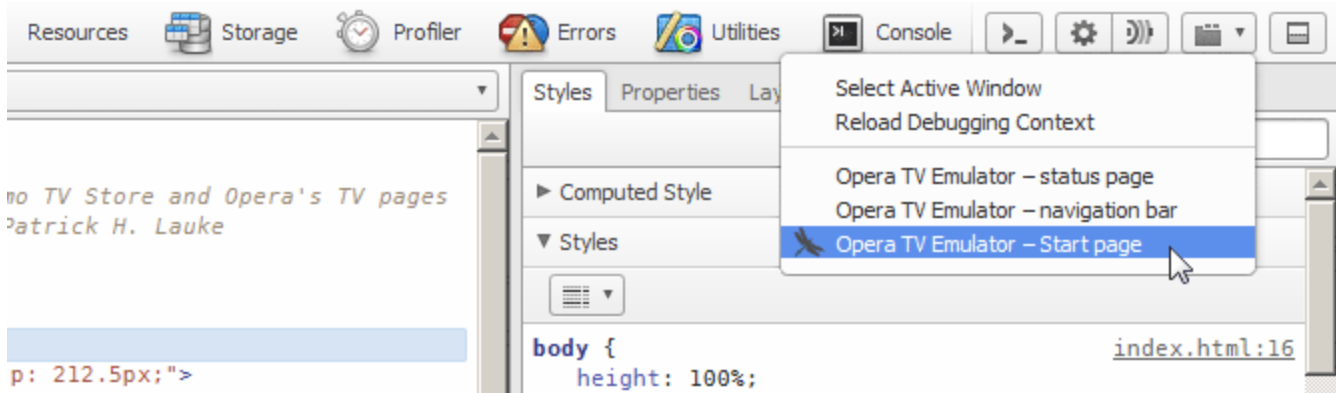 Resources Storage Profiler Errors Utilities Console
Styles Properties Lay
Select Active Window
Reload Debugging Context
Opera TV Emulator – status page
Opera TV Emulator – navigation bar
Opera TV Emulator – Start page
mo TV Store and Opera's TV pages
Patrick H. Lauke
p: 212.5px;">
Computed Style
Styles
body { index.html:16
height: 100%;